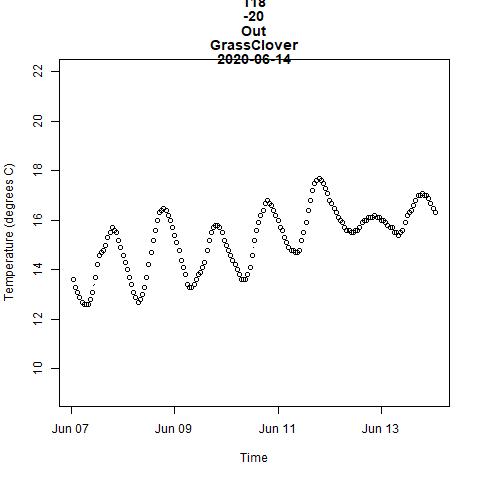 T18
-20
Out
GrassClover
2020-06-14
Temperature (degrees C)
22
20
18
16
14
12
10
Jun 07
Jun 09
Jun 11
Jun 13
Time